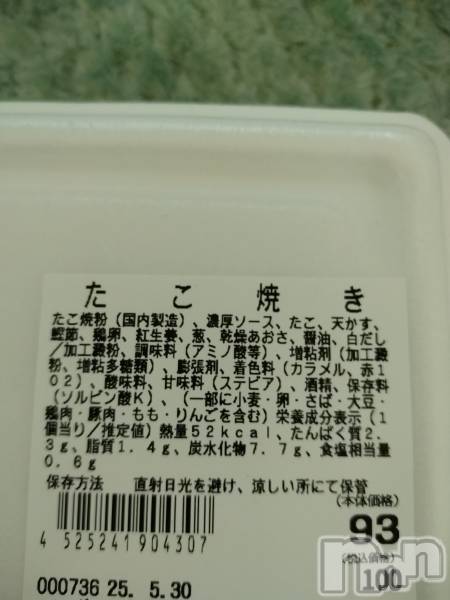 たこ焼き
たこ焼粉（国内製造）、濃厚ソース、たこ、天かす、
鰹節、鶏卵、紅生姜、葱、乾燥あおさ、醤油、白だし
／加工澱粉、調味料（アミノ酸等）、増粘剤（加工澱
粉、増粘多糖類）、膨張剤、着色料（カラメル、赤１
０２）、酸味料、甘味料（ステビア）、酒精、保存料
（ソルビン酸Ｋ）、（一部に小麦・卵・さば・大豆・
鶏肉・豚肉・もも・りんごを含む）栄養成分表示（１
個当り／推定値）熱量５２ｋｃａｌ、たんぱく質２．
３ｇ、脂質１．４ｇ、炭水化物７．７ｇ、食塩相当量
０．６ｇ
保存方法　直射日光を避け、涼しい所にて保管
(本体価格)
93
4 525241 904307
(税込価格)
100
000736 25. 5.30